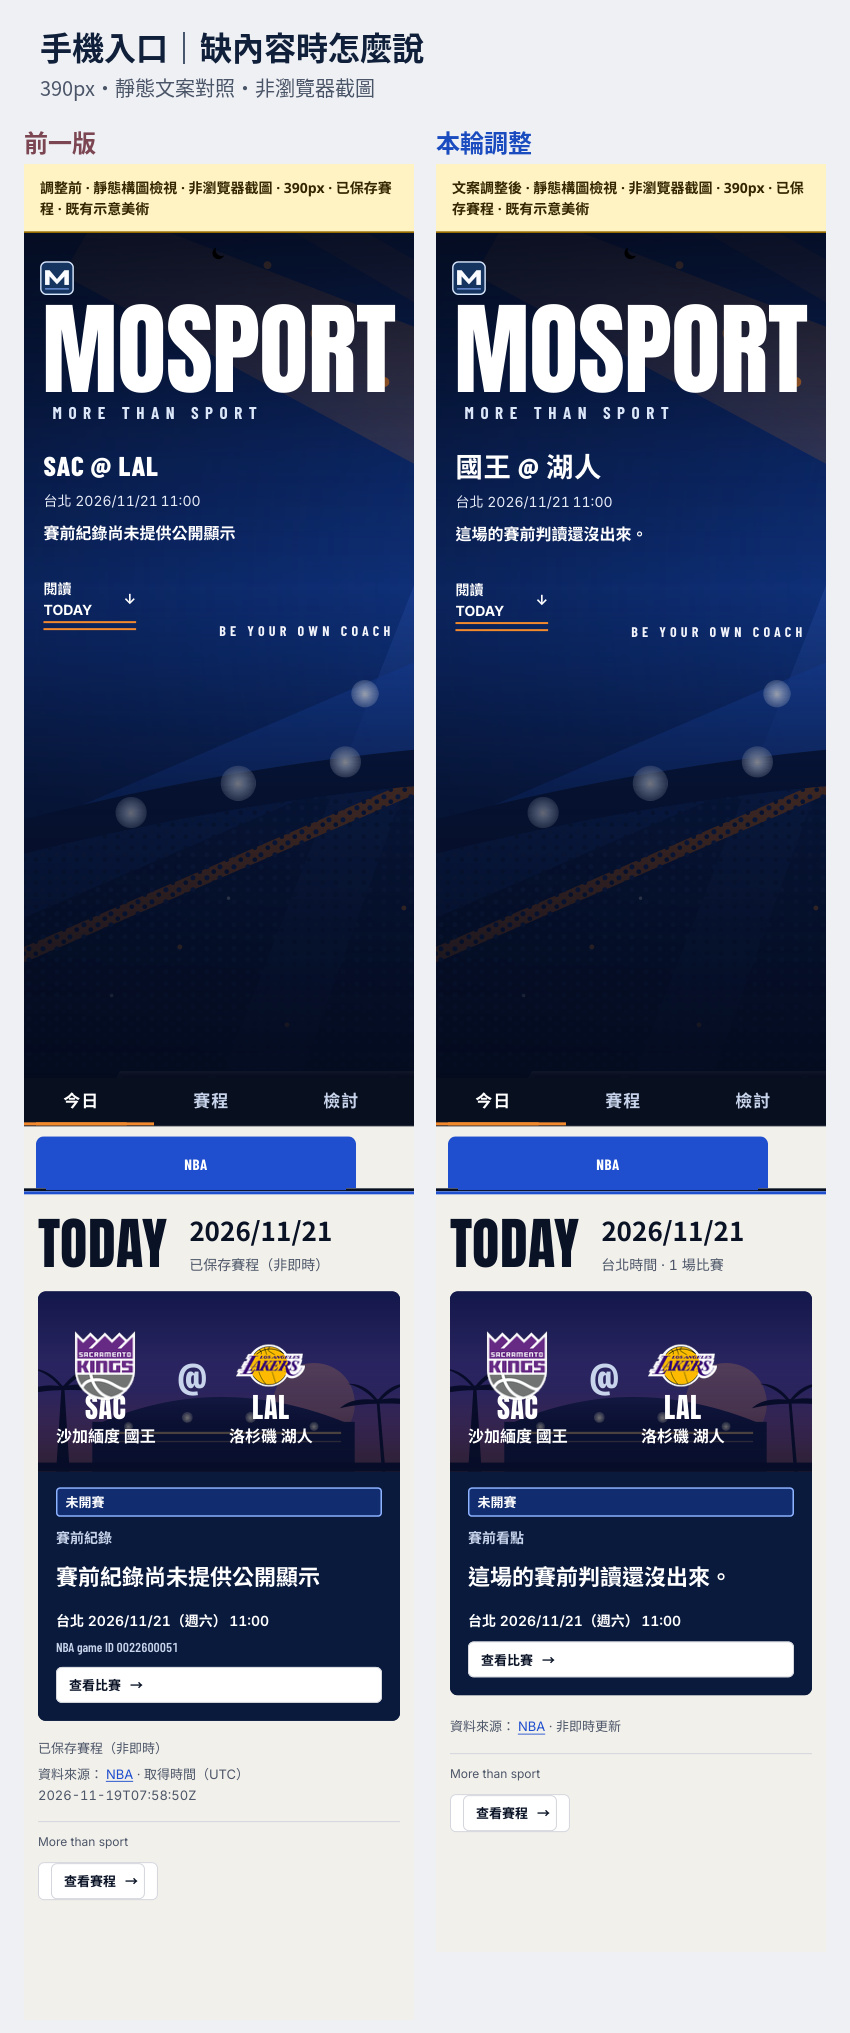 手機入口｜缺內容時怎麼說
390px・靜態文案對照・非瀏覽器截圖
前一版
調整前 · 靜態構圖檢視 · 非瀏覽器截圖 · 390px · 已保存賽
程 · 既有示意美術
M
MOSPORT
MORE THAN SPORT
SAC @ LAL
台北 2026/11/21 11:00
賽前紀錄尚未提供公開顯示
閱讀
TODAY ↓
BE YOUR OWN COACH
今日 賽程 檢討
NBA
TODAY 2026/11/21
已保存賽程（非即時）
SACRAMENTO
KINGS
@
LOS ANGELES
LAKERS
SAC LAL
沙加緬度 國王 洛杉磯 湖人
未開賽
賽前紀錄
賽前紀錄尚未提供公開顯示
台北 2026/11/21（週六） 11:00
NBA game ID 0022600051
查看比賽 →
已保存賽程（非即時）
資料來源： NBA · 取得時間（UTC）
2026-11-19T07:58:50Z
More than sport
查看賽程 →
本輪調整
文案調整後 · 靜態構圖檢視 · 非瀏覽器截圖 · 390px · 已保
存賽程 · 既有示意美術
M
MOSPORT
MORE THAN SPORT
國王 @ 湖人
台北 2026/11/21 11:00
這場的賽前判讀還沒出來。
閱讀
TODAY ↓
BE YOUR OWN COACH
今日 賽程 檢討
NBA
TODAY 2026/11/21
台北時間 · 1 場比賽
SACRAMENTO
KINGS
@
LOS ANGELES
LAKERS
SAC LAL
沙加緬度 國王 洛杉磯 湖人
未開賽
賽前看點
這場的賽前判讀還沒出來。
台北 2026/11/21（週六） 11:00
查看比賽 →
資料來源： NBA · 非即時更新
More than sport
查看賽程 →